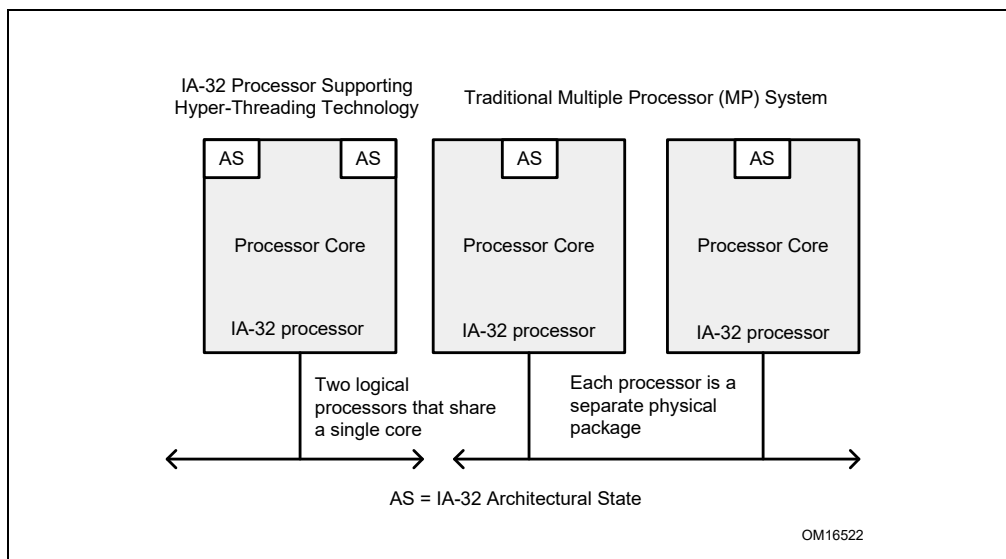 IA-32 Processor Supporting
Hyper-Threading Technology
Traditional Multiple Processor (MP) System
AS
AS
AS
AS
Processor Core
Processor Core
Processor Core
IA-32 processor
IA-32 processor
IA-32 processor
Two logical
processors that share
a single core
Each processor is a
separate physical
package
AS = IA-32 Architectural State
OM16522